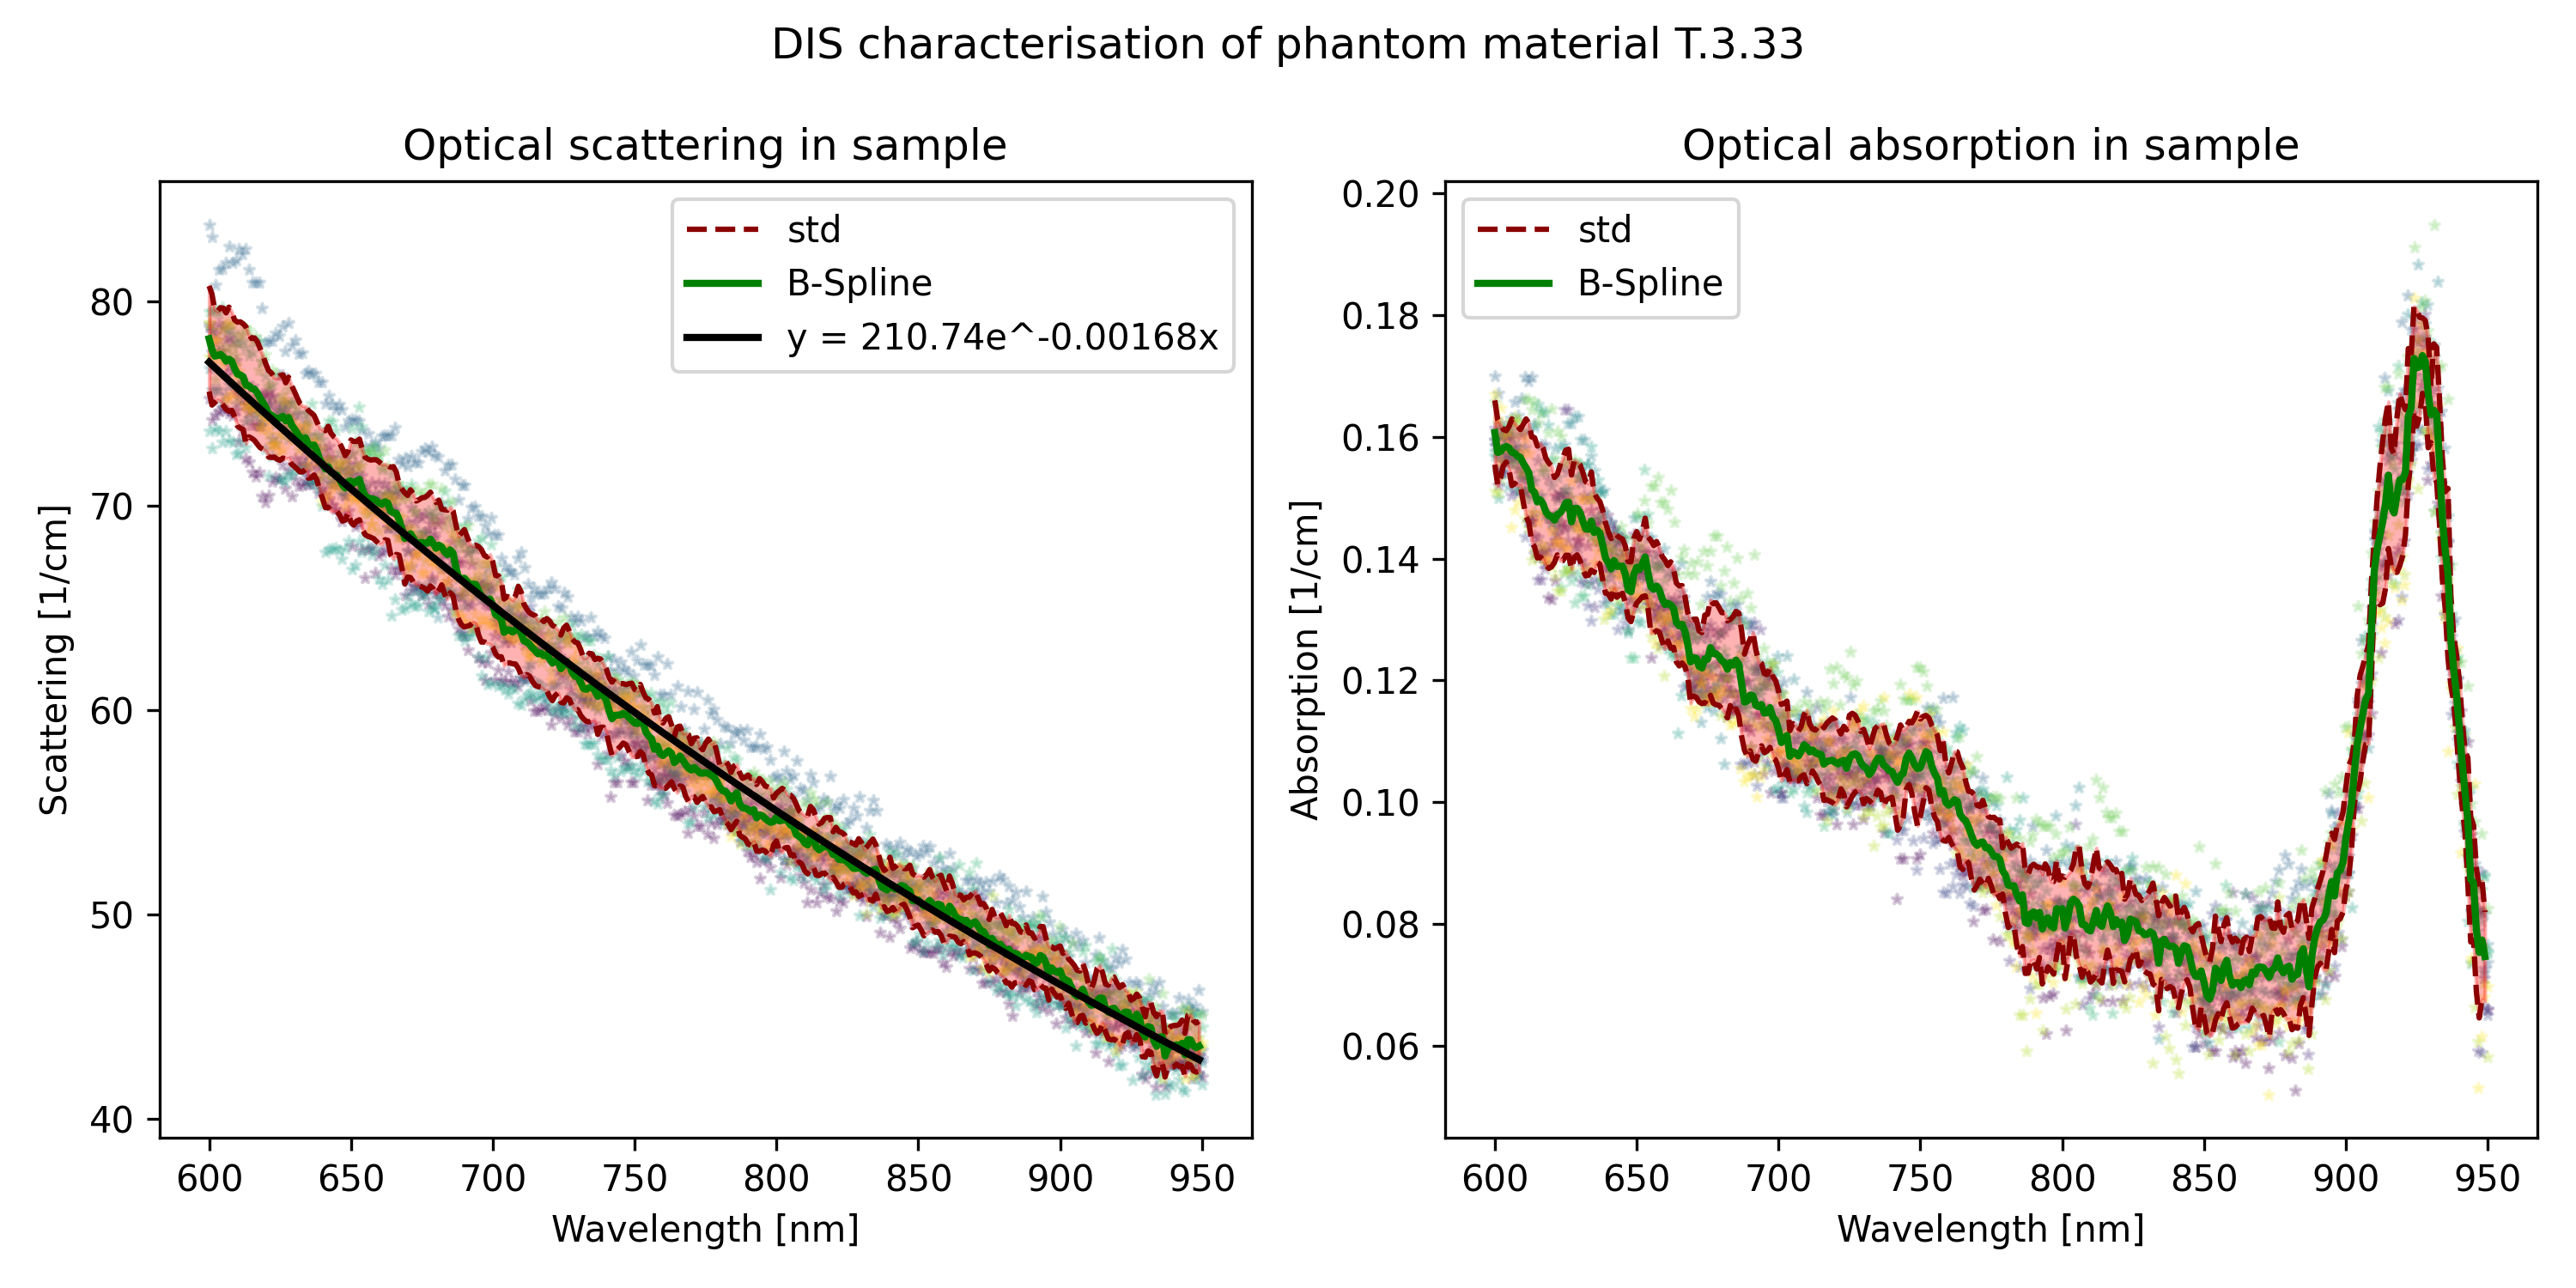 DIS characterisation of phantom material T.3.33
Optical scattering in sample
std
B-Spline
y = 210.74e^-0.00168x
Scattering [1/cm]
80
70
60
50
40
600 650 700 750 800 850 900 950
Wavelength [nm]
Optical absorption in sample
std
B-Spline
Absorption [1/cm]
0.20
0.18
0.16
0.14
0.12
0.10
0.08
0.06
600 650 700 750 800 850 900 950
Wavelength [nm]